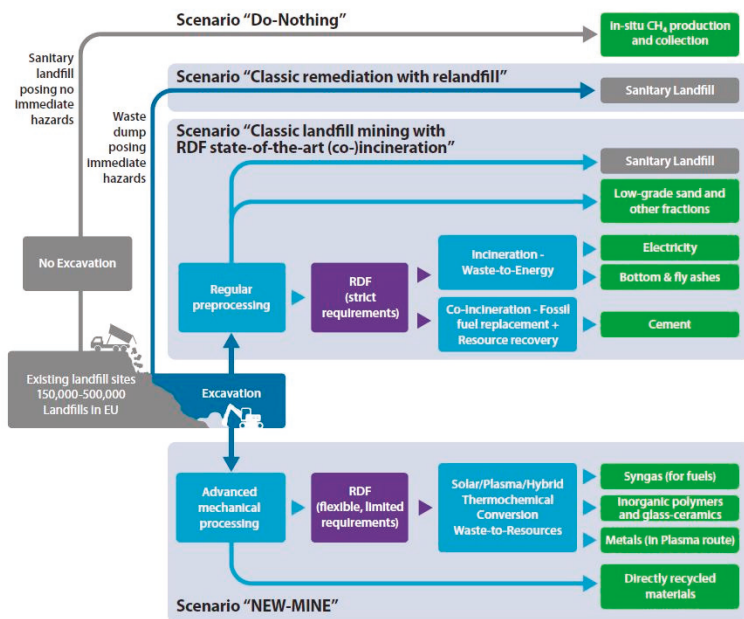 Scenario “Do-Nothing”
In-situ CH₄ production
and collection
Sanitary
landfill
posing no
immediate
hazards
Scenario “Classic remediation with relandfill”
Sanitary Landfill
Waste
dump
posing
immediate
hazards
Scenario “Classic landfill mining with
RDF state-of-the-art (co-)incineration”
Sanitary Landfill
Low-grade sand and
other fractions
No Excavation
Regular
preprocessing
RDF
(strict
requirements)
Incineration -
Waste-to-Energy
Electricity
Bottom & fly ashes
Co-incineration - Fossil
fuel replacement +
Resource recovery
Cement
Existing landfill sites
150,000-500,000
Landfills in EU
Excavation
Advanced
mechanical
processing
RDF
(flexible, limited
requirements)
Solar/Plasma/Hybrid
Thermochemical
Conversion
Waste-to-Resources
Syngas (for fuels)
Inorganic polymers
and glass-ceramics
Metals (in Plasma route)
Directly recycled
materials
Scenario “NEW-MINE”